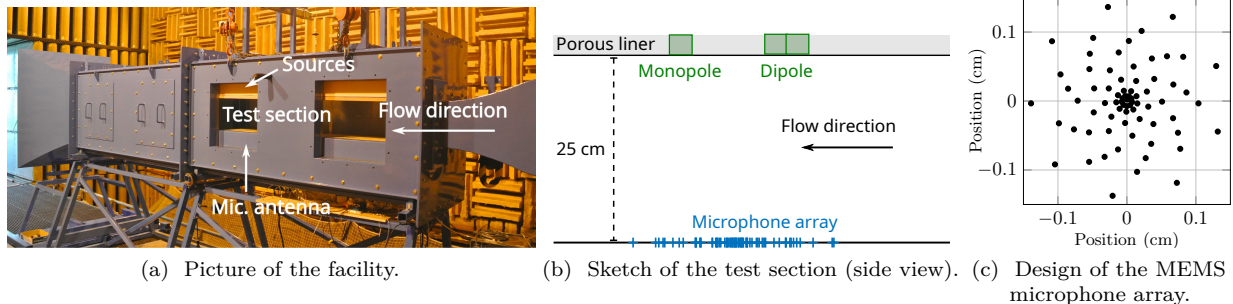 Sources
Test section
Flow direction
Mic. antenna
(a) Picture of the facility.
Porous liner
Monopole
Dipole
Flow direction
25 cm
Microphone array
(b) Sketch of the test section (side view).
Position (cm)
0.1
0
−0.1
−0.1
0
0.1
Position (cm)
(c) Design of the MEMS
microphone array.